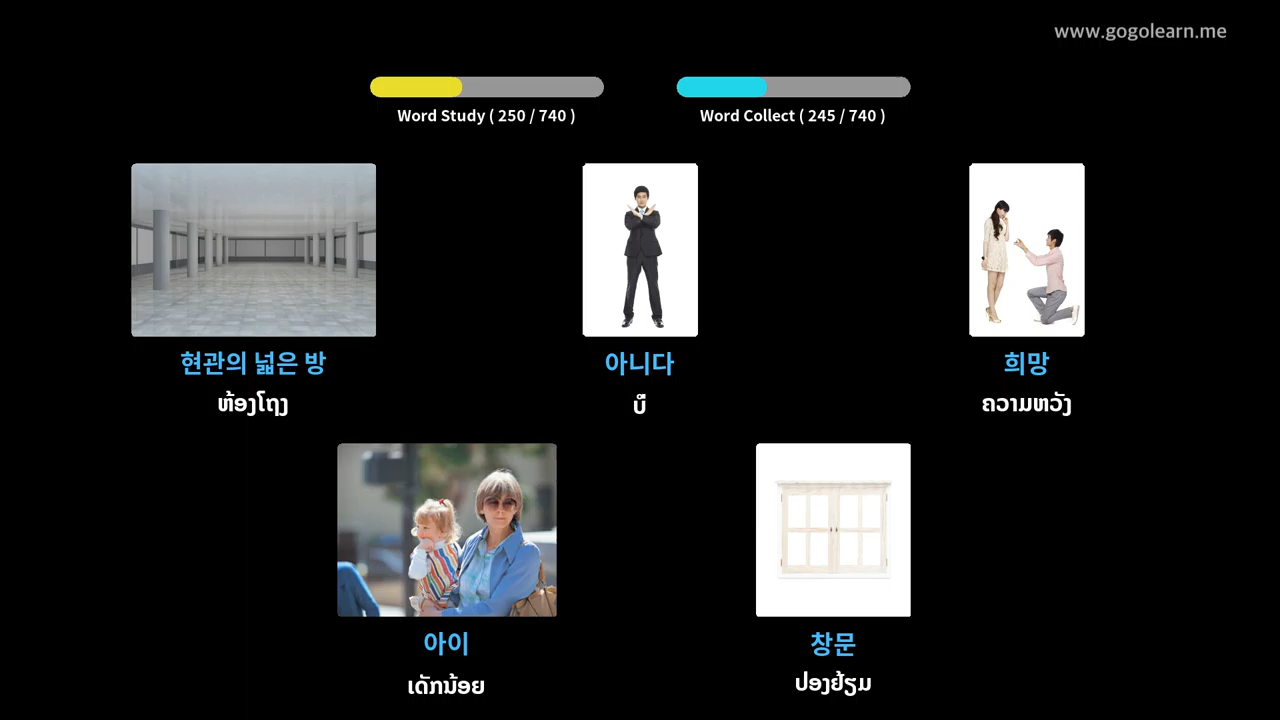 www.gogolearn.me
Word Study ( 250 / 740 )
Word Collect ( 245 / 740 )
현관의 넓은 방
ຫ້ອງໂຖງ
아니다
ບໍ່
희망
ຄວາມຫວັງ
아이
ເດັກນ້ອຍ
창문
ປ່ອງຢ້ຽມ